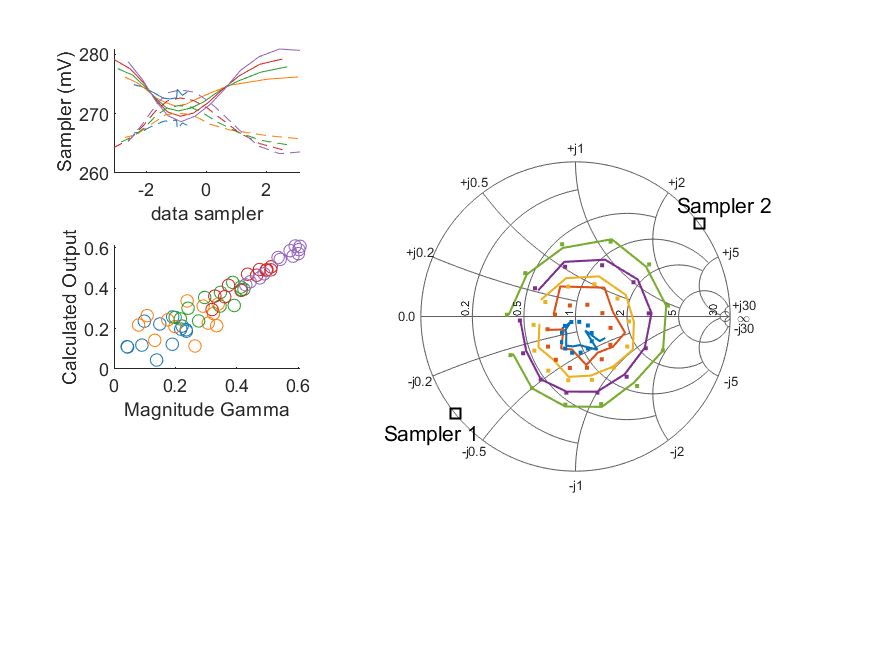 280
270
260
Sampler (mV)
-2
0
2
data sampler
0.6
0.4
0.2
0
Calculated Output
0
0.2
0.4
0.6
Magnitude Gamma
+j1
+j0.5
+j2
Sampler 2
+j0.2
+j5
0.0
0.2
0.5
1
2
5
30
+j30
∞
-j30
-j0.2
-j5
Sampler 1
-j0.5
-j2
-j1